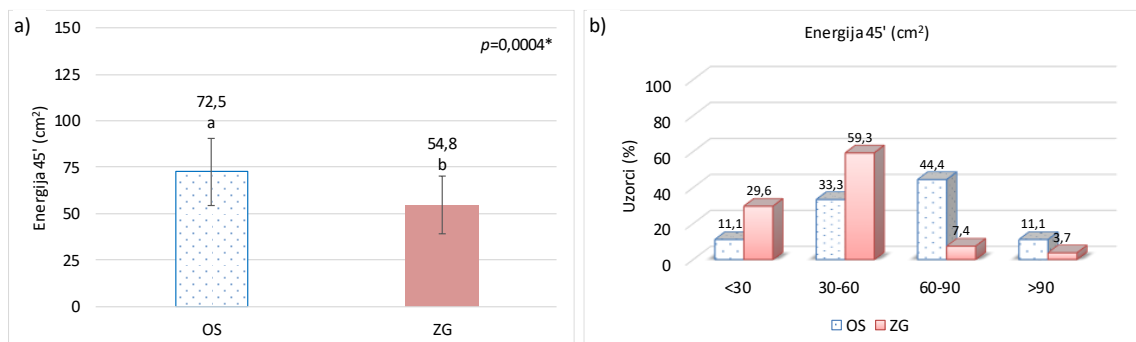 a)
p=0,0004*
Energija 45' (cm²)
150
125
100
75
50
25
0
72,5
a
54,8
b
OS
ZG
b)
Energija 45' (cm²)
Uzorci (%)
100
80
60
40
20
0
11,1
29,6
33,3
59,3
44,4
7,4
11,1
3,7
<30
30-60
60-90
>90
OS
ZG